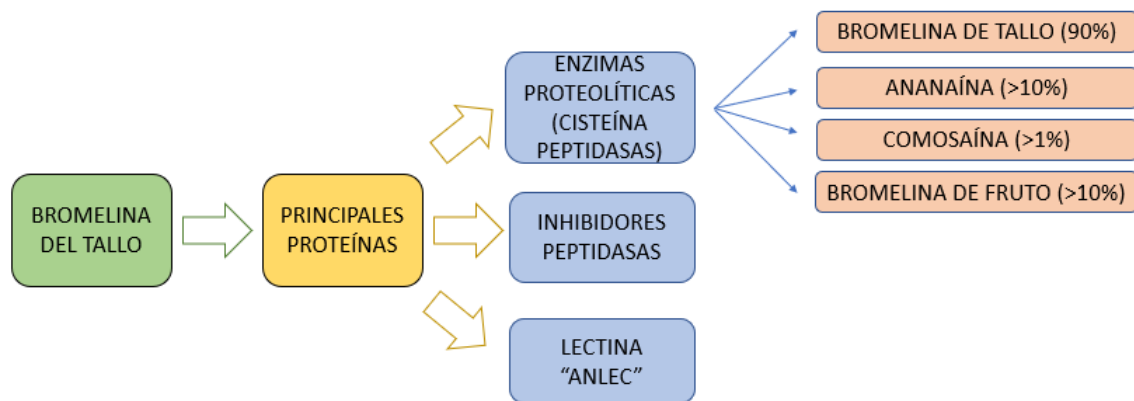 BROMELINA
DEL TALLO
PRINCIPALES
PROTEÍNAS
ENZIMAS
PROTEOLÍTICAS
(CISTEÍNA
PEPTIDASAS)
BROMELINA DE TALLO (90%)
ANANAÍNA (>10%)
COMOSAÍNA (>1%)
BROMELINA DE FRUTO (>10%)
INHIBIDORES
PEPTIDASAS
LECTINA
“ANLEC”